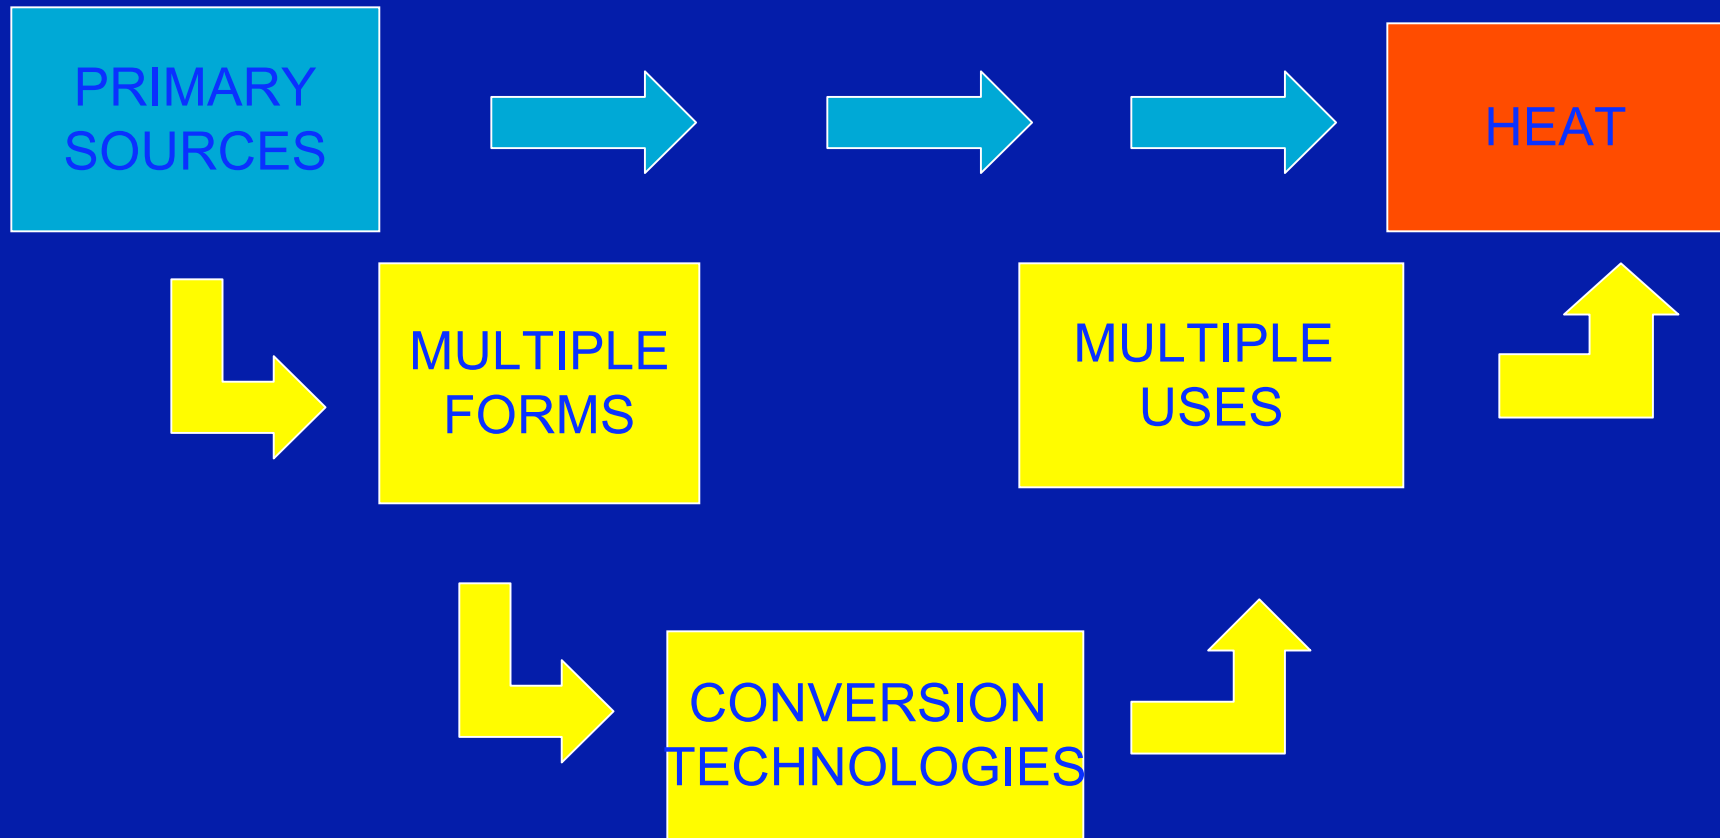 PRIMARY
SOURCES
HEAT
MULTIPLE
FORMS
MULTIPLE
USES
CONVERSION
TECHNOLOGIES